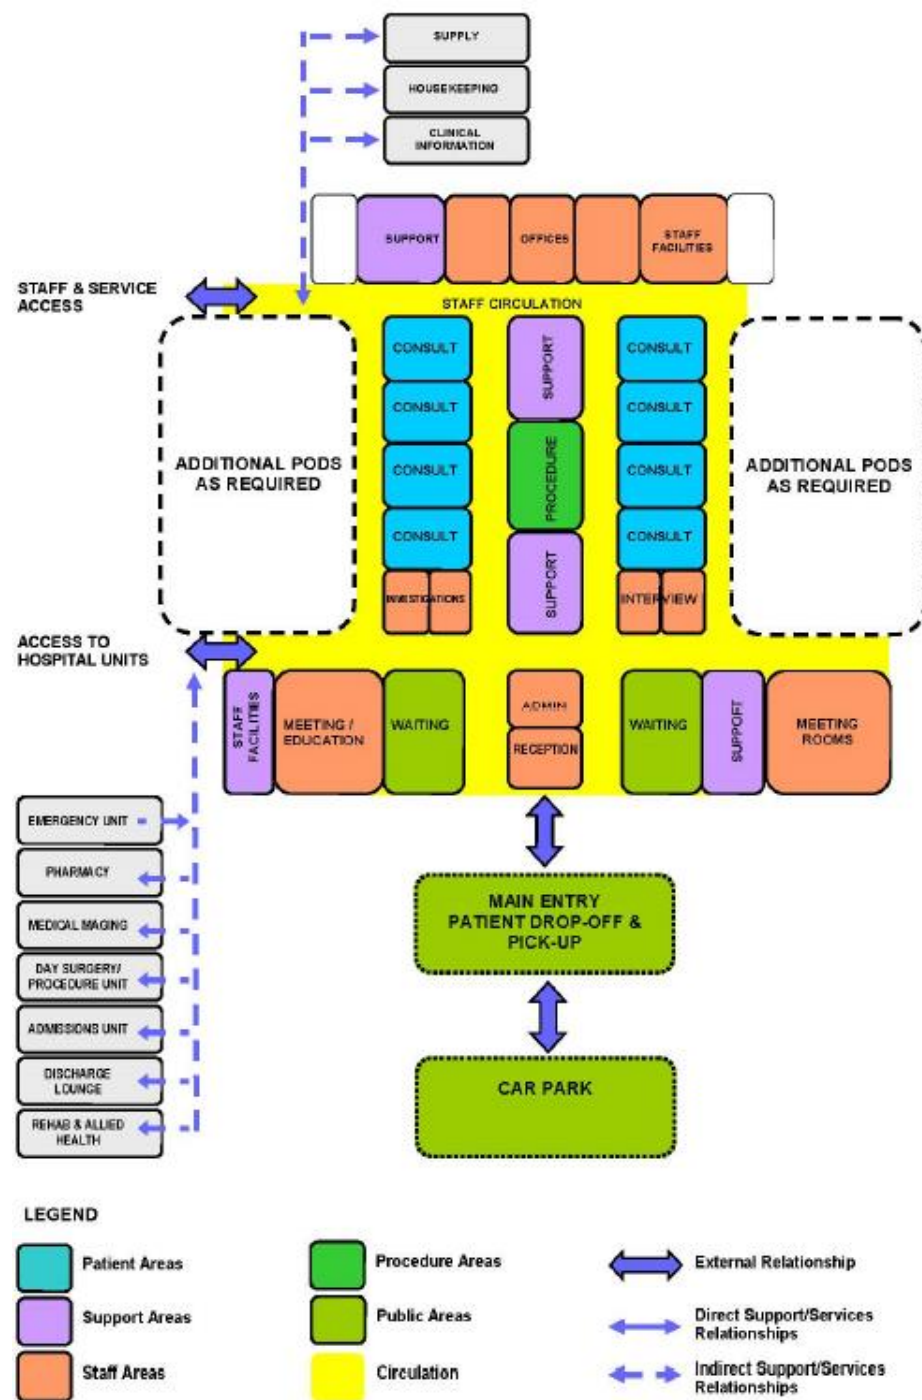 SUPPLY
HOUSEKEEPING
CLINICAL
INFORMATION
SUPPORT
OFFICES
STAFF
FACILITIES
STAFF & SERVICE
ACCESS
STAFF CIRCULATION
CONSULT
CONSULT
CONSULT
CONSULT
INVESTIGATIONS
SUPPORT
PROCEDURE
SUPPORT
CONSULT
CONSULT
CONSULT
CONSULT
INTERVIEW
ADDITIONAL PODS
AS REQUIRED
ADDITIONAL PODS
AS REQUIRED
ACCESS TO
HOSPITAL UNITS
STAFF
FACILITIES
MEETING /
EDUCATION
WAITING
ADMIN
RECEPTION
WAITING
SUPPORT
MEETING
ROOMS
EMERGENCY UNIT
PHARMACY
MEDICAL MAGING
DAY SURGERY/
PROCEDURE UNIT
ADMISSIONS UNIT
DISCHARGE
LOUNGE
REHAB & ALLIED
HEALTH
MAIN ENTRY
PATIENT DROP-OFF &
PICK-UP
CAR PARK
LEGEND
Patient Areas
Support Areas
Staff Areas
Procedure Areas
Public Areas
Circulation
External Relationship
Direct Support/Services
Relationships
Indirect Support/Services
Relationships